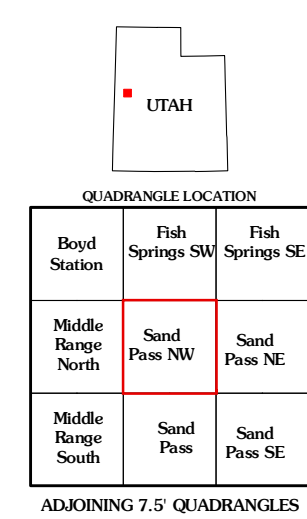 UTAH
QUADRANGLE LOCATION
Boyd
Station
Fish
Springs SW
Fish
Springs SE
Middle
Range
North
Sand
Pass NW
Sand
Pass NE
Middle
Range
South
Sand
Pass
Sand
Pass SE
ADJOINING 7.5' QUADRANGLES